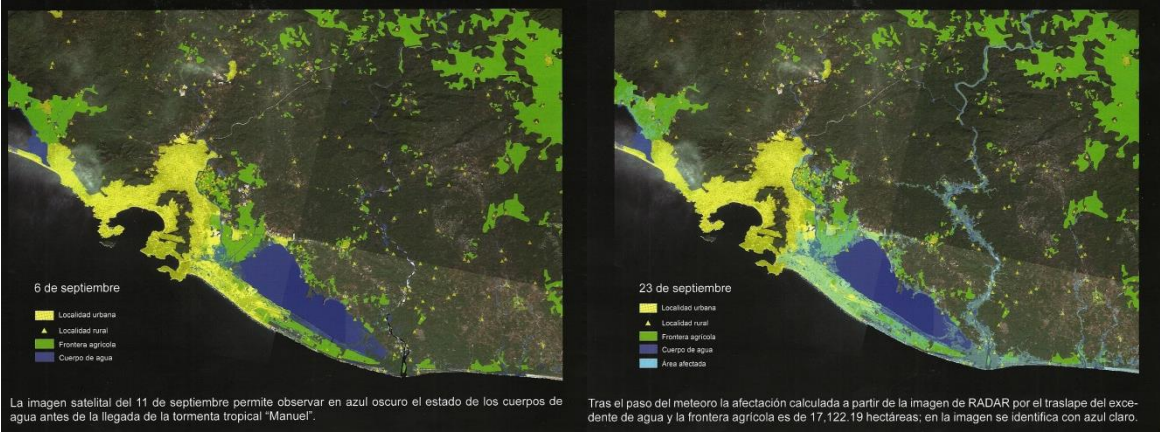 6 de septiembre
Localidad urbana
Localidad rural
Frontera agrícola
Cuerpo de agua
La imagen satelital del 11 de septiembre permite observar en azul oscuro el estado de los cuerpos de
agua antes de la llegada de la tormenta tropical “Manuel”.
23 de septiembre
Localidad urbana
Localidad rural
Frontera agrícola
Cuerpo de agua
Área afectada
Tras el paso del meteoro la afectación calculada a partir de la imagen de RADAR por el traslape del exce-
dente de agua y la frontera agrícola es de 17,122.19 hectáreas; en la imagen se identifica con azul claro.